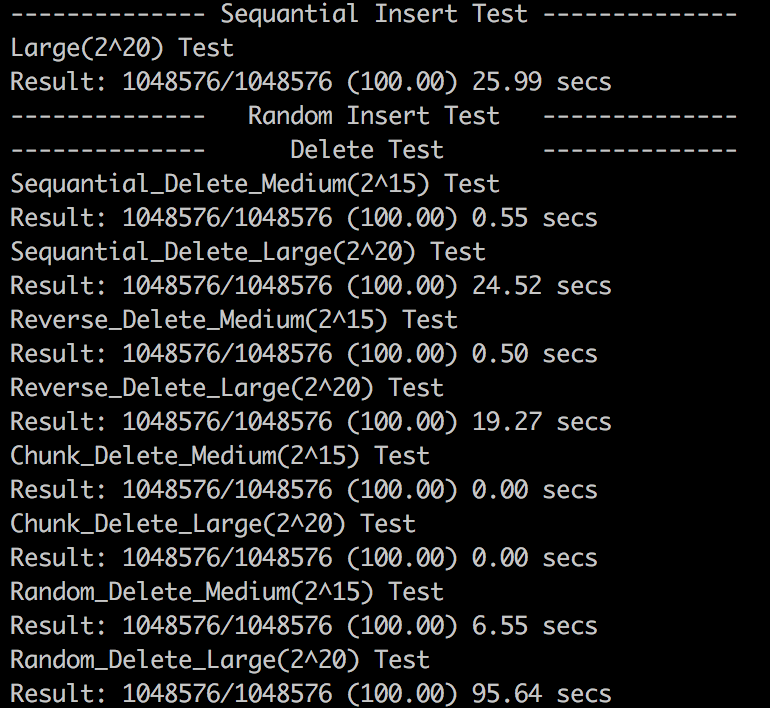 -------------- Sequantial Insert Test --------------
Large(2^20) Test
Result: 1048576/1048576 (100.00) 25.99 secs
--------------   Random Insert Test   --------------
--------------      Delete Test       --------------
Sequantial_Delete_Medium(2^15) Test
Result: 1048576/1048576 (100.00) 0.55 secs
Sequantial_Delete_Large(2^20) Test
Result: 1048576/1048576 (100.00) 24.52 secs
Reverse_Delete_Medium(2^15) Test
Result: 1048576/1048576 (100.00) 0.50 secs
Reverse_Delete_Large(2^20) Test
Result: 1048576/1048576 (100.00) 19.27 secs
Chunk_Delete_Medium(2^15) Test
Result: 1048576/1048576 (100.00) 0.00 secs
Chunk_Delete_Large(2^20) Test
Result: 1048576/1048576 (100.00) 0.00 secs
Random_Delete_Medium(2^15) Test
Result: 1048576/1048576 (100.00) 6.55 secs
Random_Delete_Large(2^20) Test
Result: 1048576/1048576 (100.00) 95.64 secs